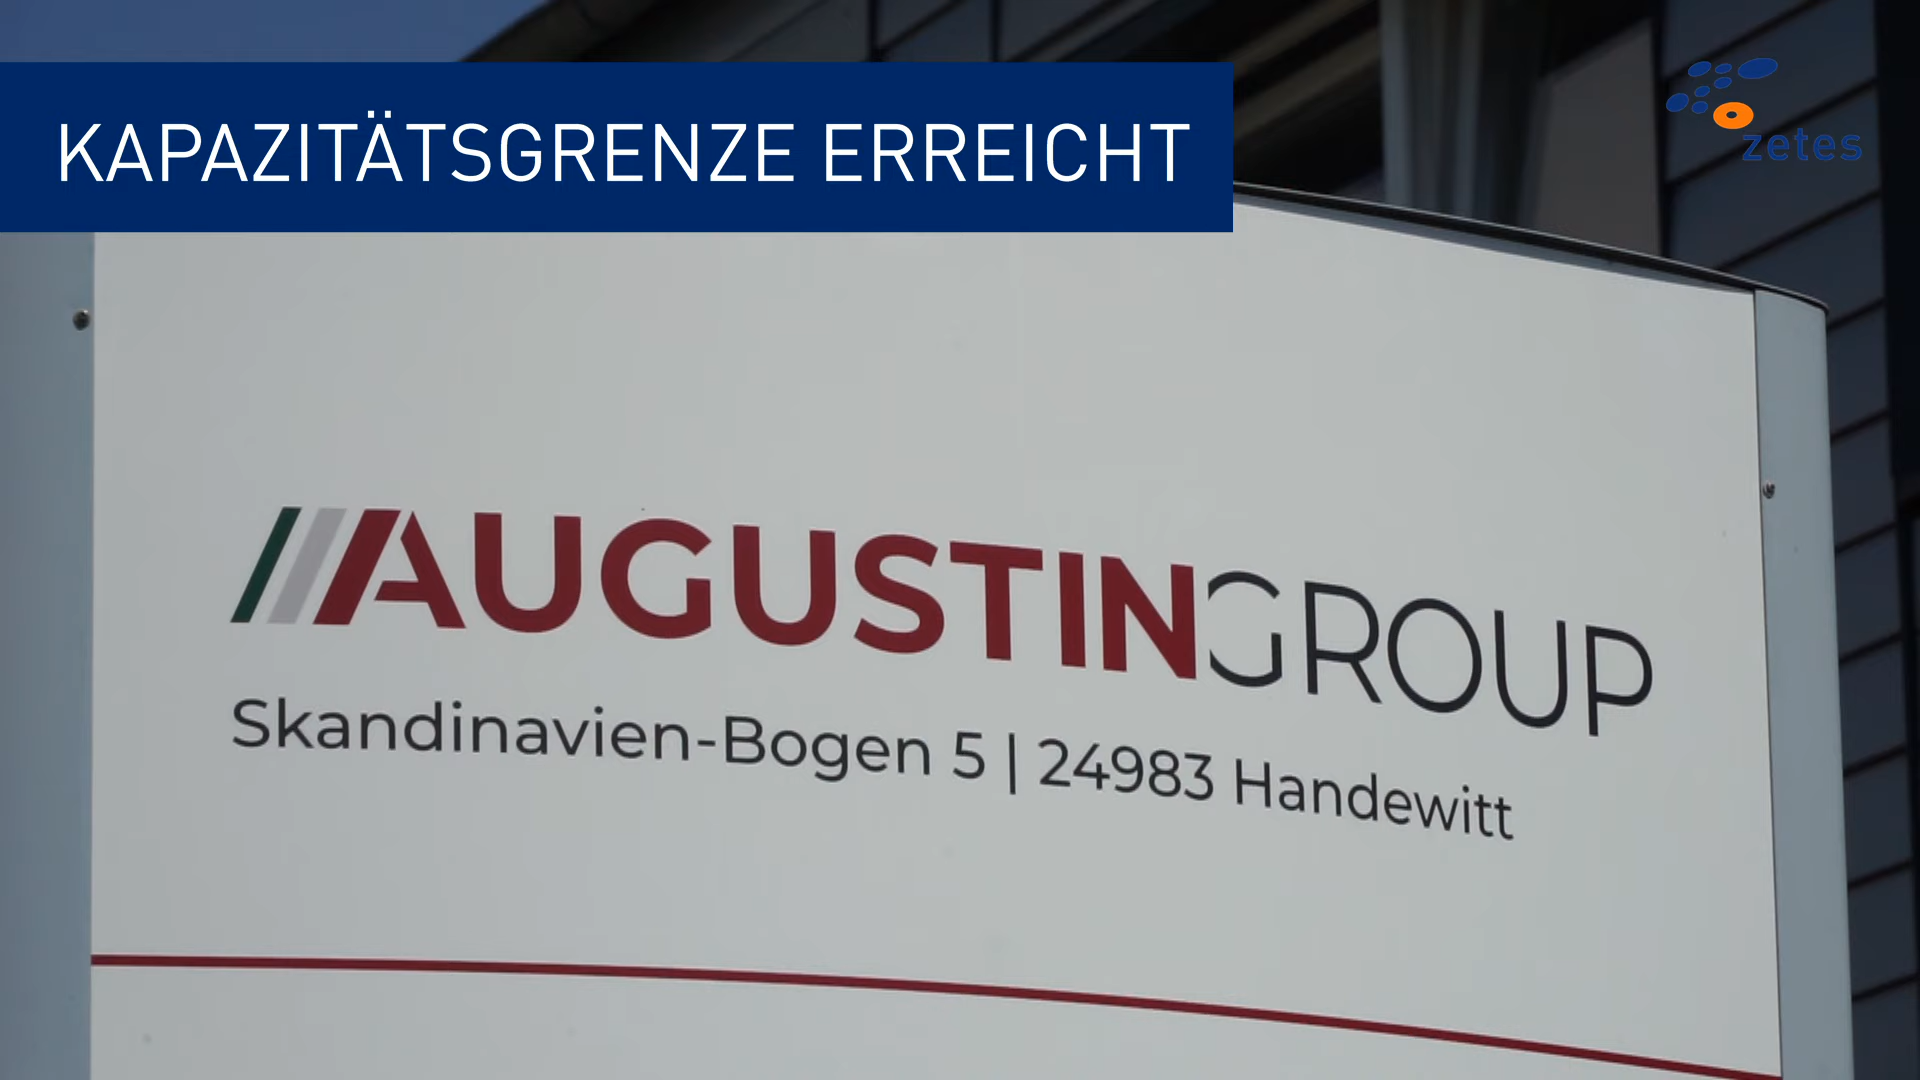 KAPAZITÄTSGRENZE ERREICHT
zetes
AUGUSTINGROUP
Skandinavien-Bogen 5 | 24983 Handewitt